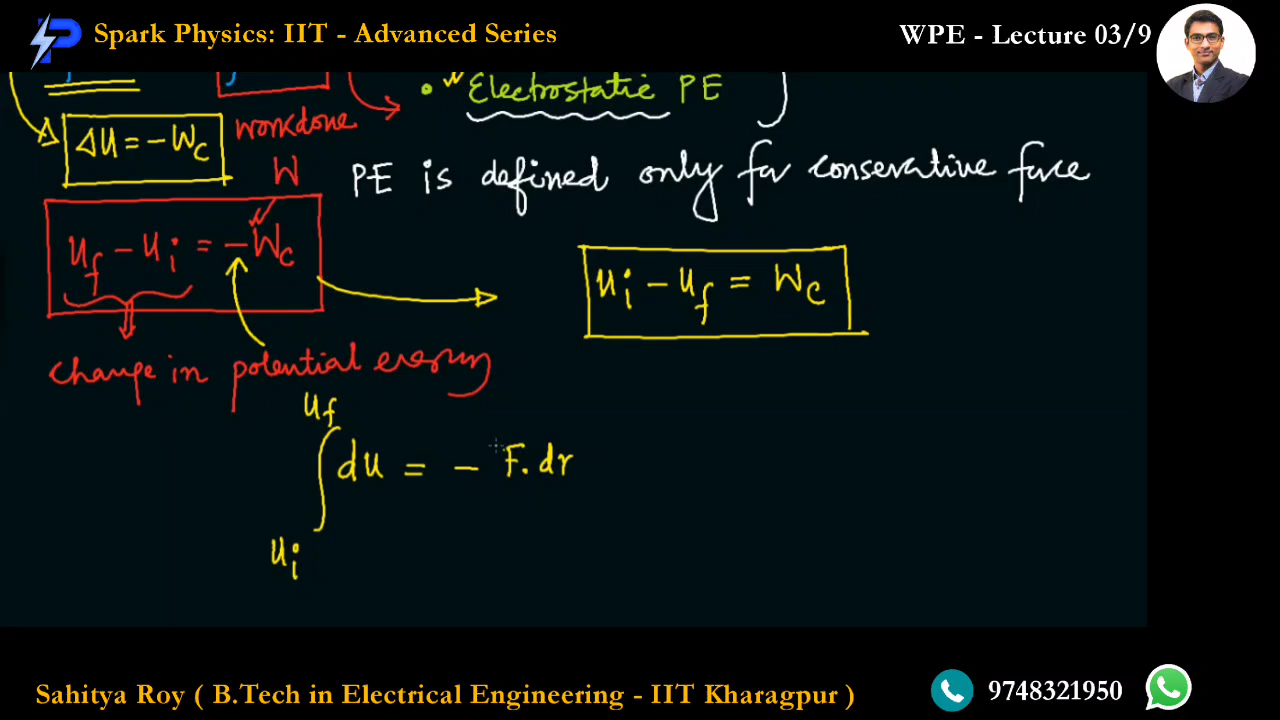 Spark Physics: IIT - Advanced Series
WPE - Lecture 03/9
• Electrostatic PE
ΔU = -Wc
workdone
W
PE is defined only for conservative force
Uf - Ui = -Wc
Ui - Uf = Wc
change in potential energy
Uf
∫ du = - F. dr
Ui
Sahitya Roy ( B.Tech in Electrical Engineering - IIT Kharagpur )
9748321950